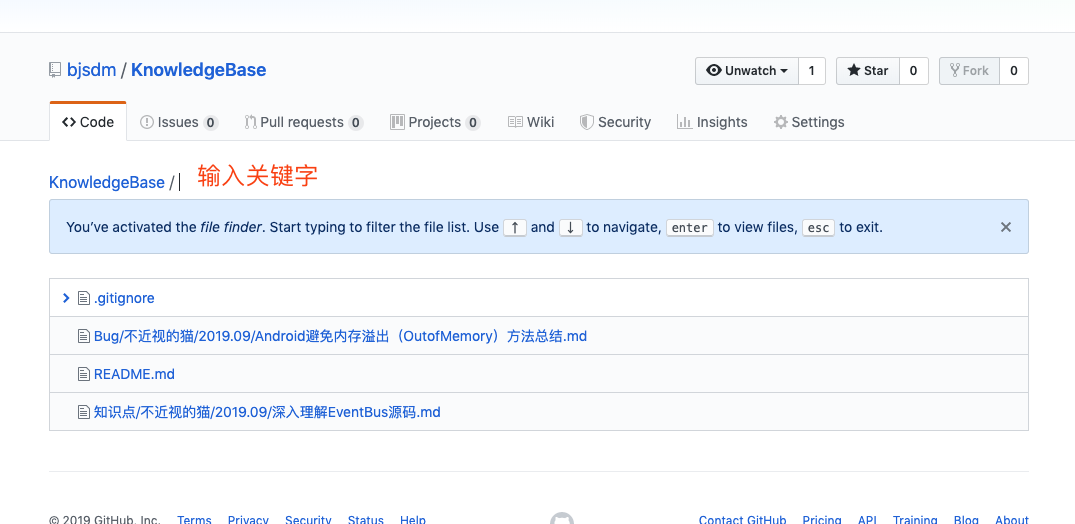 bjsdm / KnowledgeBase
Unwatch 1 Star 0 Fork 0
Code Issues 0 Pull requests 0 Projects 0 Wiki Security Insights Settings
KnowledgeBase / 输入关键字
You’ve activated the file finder. Start typing to filter the file list. Use ↑ and ↓ to navigate, enter to view files, esc to exit.
.gitignore
Bug/不近视的猫/2019.09/Android避免内存溢出（OutofMemory）方法总结.md
README.md
知识点/不近视的猫/2019.09/深入理解EventBus源码.md
© 2019 GitHub, Inc. Terms Privacy Security Status Help Contact GitHub Pricing API Training Blog About